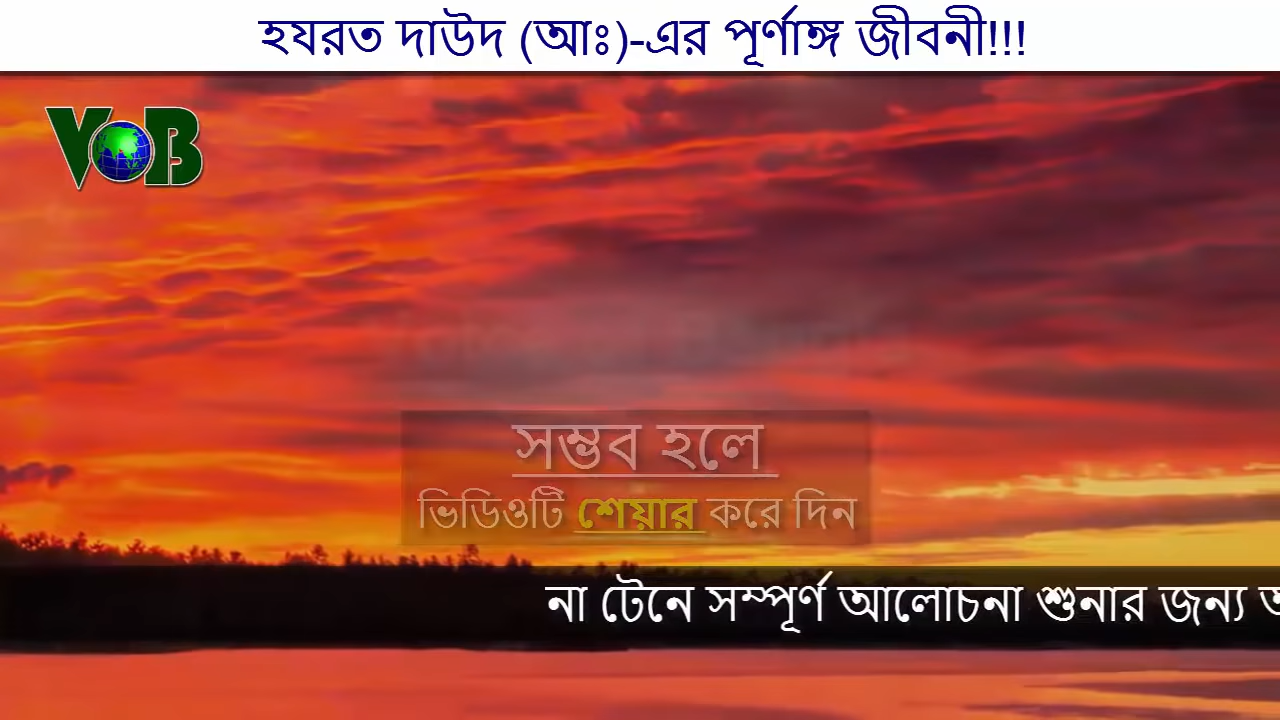 হযরত দাউদ (আঃ)-এর পূর্ণাঙ্গ জীবনী!!!
VOB
সম্ভব হলে
ভিডিওটি শেয়ার করে দিন
না টেনে সম্পূর্ণ আলোচনা শুনার জন্য